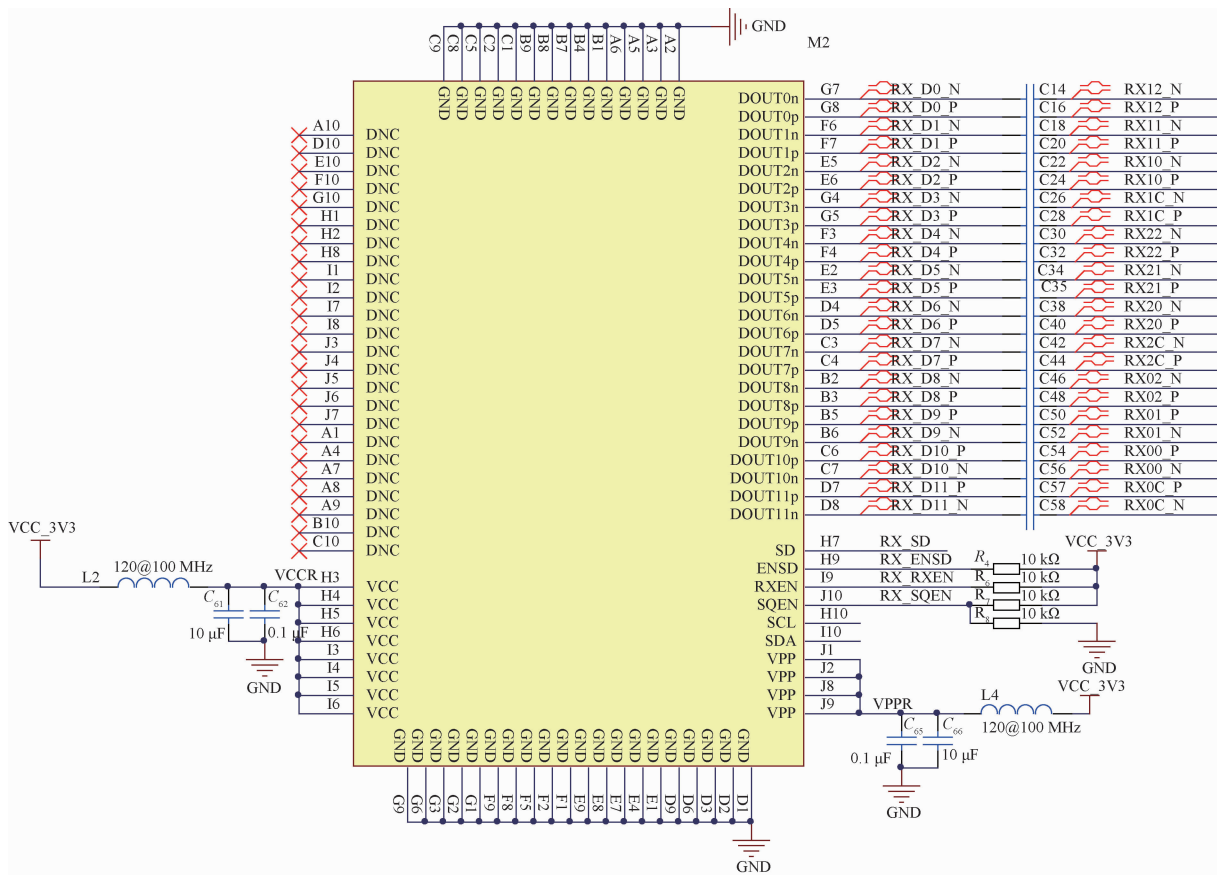 C9 C8 C5 C2 C1 B9 B8 B7 B4 B1 A6 A5 A3 A2 GND
M2
GND GND GND GND GND GND GND GND GND GND GND GND GND GND
DOUT0n G7 RX_D0_N C14 RX12_N
DOUT0p G8 RX_D0_P C16 RX12_P
A10 DNC DOUT1n F6 RX_D1_N C18 RX11_N
D10 DNC DOUT1p F7 RX_D1_P C20 RX11_P
E10 DNC DOUT2n E5 RX_D2_N C22 RX10_N
F10 DNC DOUT2p E6 RX_D2_P C24 RX10_P
G10 DNC DOUT3n G4 RX_D3_N C26 RX1C_N
H1 DNC DOUT3p G5 RX_D3_P C28 RX1C_P
H2 DNC DOUT4n F3 RX_D4_N C30 RX22_N
H8 DNC DOUT4p F4 RX_D4_P C32 RX22_P
I1 DNC DOUT5n E2 RX_D5_N C34 RX21_N
I2 DNC DOUT5p E3 RX_D5_P C35 RX21_P
I7 DNC DOUT6n D4 RX_D6_N C38 RX20_N
I8 DNC DOUT6p D5 RX_D6_P C40 RX20_P
J3 DNC DOUT7n C3 RX_D7_N C42 RX2C_N
J4 DNC DOUT7p C4 RX_D7_P C44 RX2C_P
J5 DNC DOUT8n B2 RX_D8_N C46 RX02_N
J6 DNC DOUT8p B3 RX_D8_P C48 RX02_P
J7 DNC DOUT9p B5 RX_D9_P C50 RX01_P
A1 DNC DOUT9n B6 RX_D9_N C52 RX01_N
A4 DNC DOUT10p C6 RX_D10_P C54 RX00_P
A7 DNC DOUT10n C7 RX_D10_N C56 RX00_N
A8 DNC DOUT11p D7 RX_D11_P C57 RX0C_P
A9 DNC DOUT11n D8 RX_D11_N C58 RX0C_N
B10 DNC
C10 DNC SD H7 RX_SD
VCC_3V3
L2 120@100 MHz VCCR
ENSD H9 RX_ENSD R4 10 kΩ VCC_3V3
H3 VCC RXEN I9 RX_RXEN R6 10 kΩ
H4 VCC SQEN J10 RX_SQEN R7 10 kΩ
C61 C62
H5 VCC SCL H10 R8 10 kΩ
10 μF 0.1 μF
H6 VCC SDA I10
I3 VCC VPP J1
GND
GND
I4 VCC VPP J2
I5 VCC VPP J8
I6 VCC VPP J9 VPPR L4 VCC_3V3
120@100 MHz
C65 C66
0.1 μF 10 μF
GND
GND GND GND GND GND GND GND GND GND GND GND GND GND GND GND GND GND GND GND GND
G9 G6 G3 G2 G1 F9 F8 F5 F2 F1 E9 E8 E7 E4 E1 D9 D6 D3 D2 D1
GND